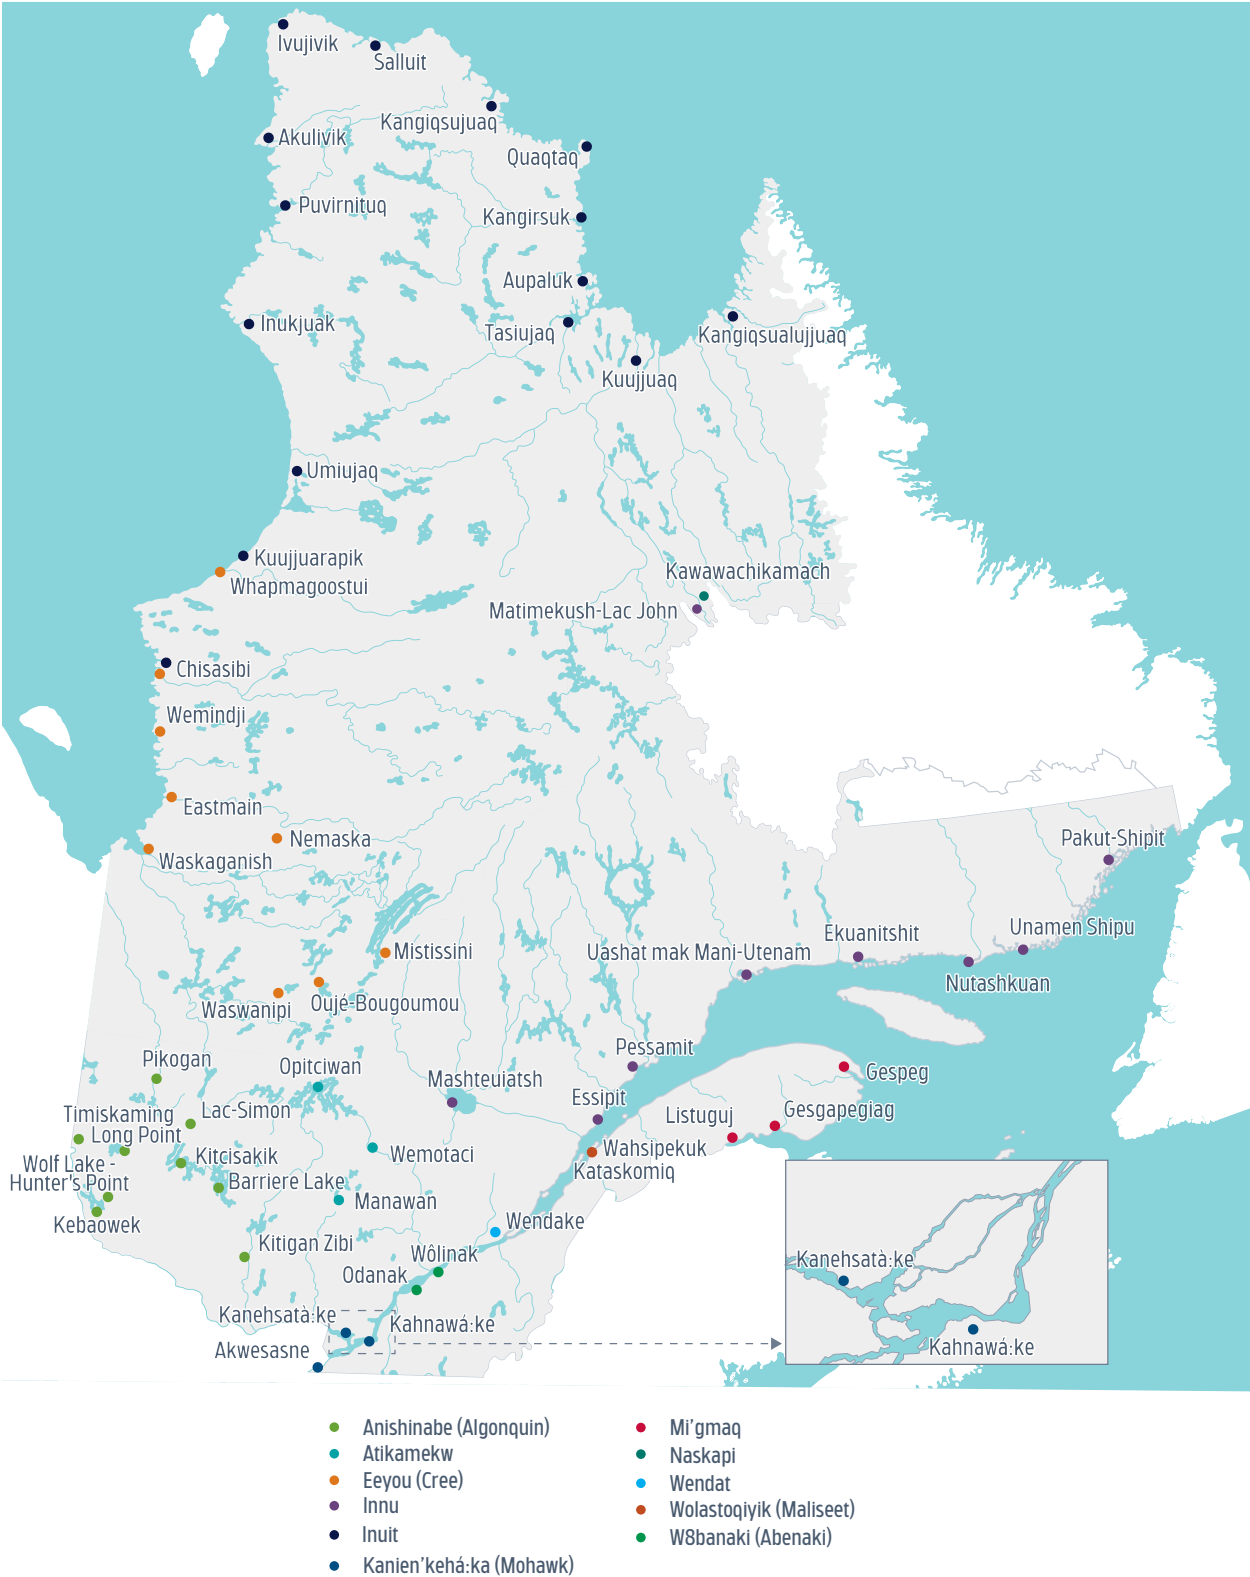 Ivujivik
Salluit
Kangiqsujuaq
Akulivik
Quaqtaq
Puvirnituq
Kangirsuk
Aupaluk
Inukjuak
Tasiujaq
Kangiqsualujjuaq
Kuujjuaq
Umiujaq
Kuujjuarapik
Whapmagoostui
Kawawachikamach
Matimekush-Lac John
Chisasibi
Wemindji
Eastmain
Nemaska
Waskaganish
Pakut-Shipit
Unamen Shipu
Ekuanitshit
Uashat mak Mani-Utenam
Nutashkuan
Mistissini
Oujé-Bougoumou
Waswanipi
Pikogan
Opitciwan
Pessamit
Mashteuiatsh
Gespeg
Essipit
Timiskaming
Lac-Simon
Listuguj
Gesgapegiag
Long Point
Wemotaci
Wahsipekuk
Kataskomiq
Kitcisakik
Wolf Lake -
Hunter's Point
Barriere Lake
Manawan
Kebaowek
Wendake
Kitigan Zibi
Wôlinak
Odanak
Kanehsatà:ke
Kanehsatà:ke
Kahnawá:ke
Kahnawá:ke
Akwesasne
Anishinabe (Algonquin)
Atikamekw
Eeyou (Cree)
Innu
Inuit
Kanien'kehá:ka (Mohawk)
Mi'gmaq
Naskapi
Wendat
Wolastoqiyik (Maliseet)
W8banaki (Abenaki)